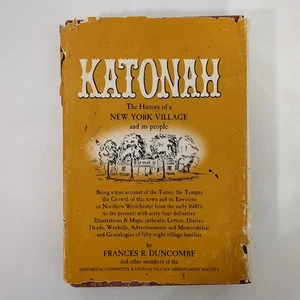 KATONAH
The History of a
NEW YORK VILLAGE
and its people
Being a true account of the Times, the Temper
the Growth of this town and its Environs
in Northern Westchester from the early 1600's
to the present; with sixty four definitive
Illustrations & Maps; authentic Letters, Diaries,
Deeds, Waybills, Advertisements and Memorabilia;
and Genealogies of fifty-eight village families
by
FRANCES R. DUNCOMBE
and other members of the
HISTORICAL COMMITTEE, KATONAH VILLAGE IMPROVEMENT SOCIETY